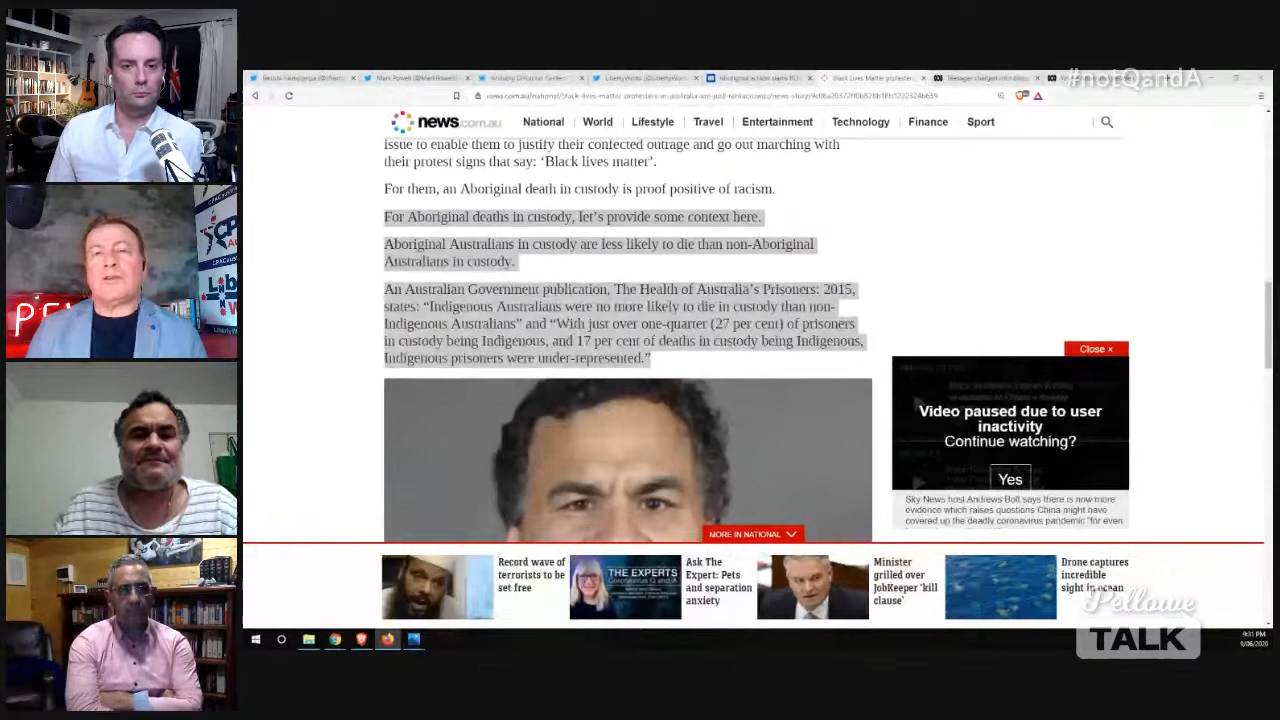 #notQandA
news.com.au
National World Lifestyle Travel Entertainment Technology Finance Sport
issue to enable them to justify their confected outrage and go out marching with
their protest signs that say: ‘Black lives matter’.
For them, an Aboriginal death in custody is proof positive of racism.
For Aboriginal deaths in custody, let’s provide some context here.
Aboriginal Australians in custody are less likely to die than non-Aboriginal
Australians in custody.
An Australian Government publication, The Health of Australia’s Prisoners: 2015,
states: “Indigenous Australians were no more likely to die in custody than non-
Indigenous Australians” and “With just over one-quarter (27 per cent) of prisoners
in custody being Indigenous, and 17 per cent of deaths in custody being Indigenous,
Indigenous prisoners were under-represented.”
Close ×
Video paused due to user
inactivity
Continue watching?
Yes
Sky News host Andrews Bolt says there is now more
evidence which raises questions China might have
covered up the deadly coronavirus pandemic “for even
MORE IN NATIONAL
Record wave of
terrorists to be
set free
THE EXPERTS
Coronavirus Q and A
Ask The
Expert: Pets
and separation
anxiety
Minister
grilled over
JobKeeper ‘kill
clause’
Drone captures
incredible
sight in ocean
Pellowe
TALK
9:31 PM